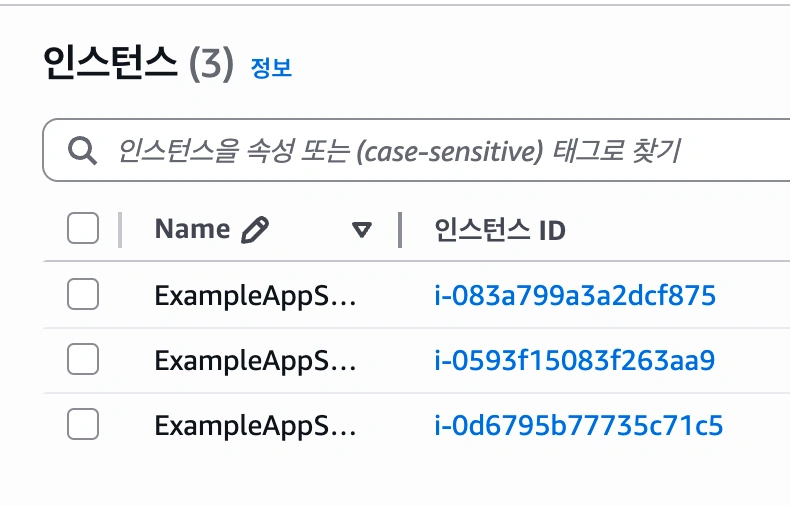 인스턴스 (3) 정보
인스턴스을 속성 또는 (case-sensitive) 태그로 찾기
Name 인스턴스 ID
ExampleAppS... i-083a799a3a2dcf875
ExampleAppS... i-0593f15083f263aa9
ExampleAppS... i-0d6795b77735c71c5